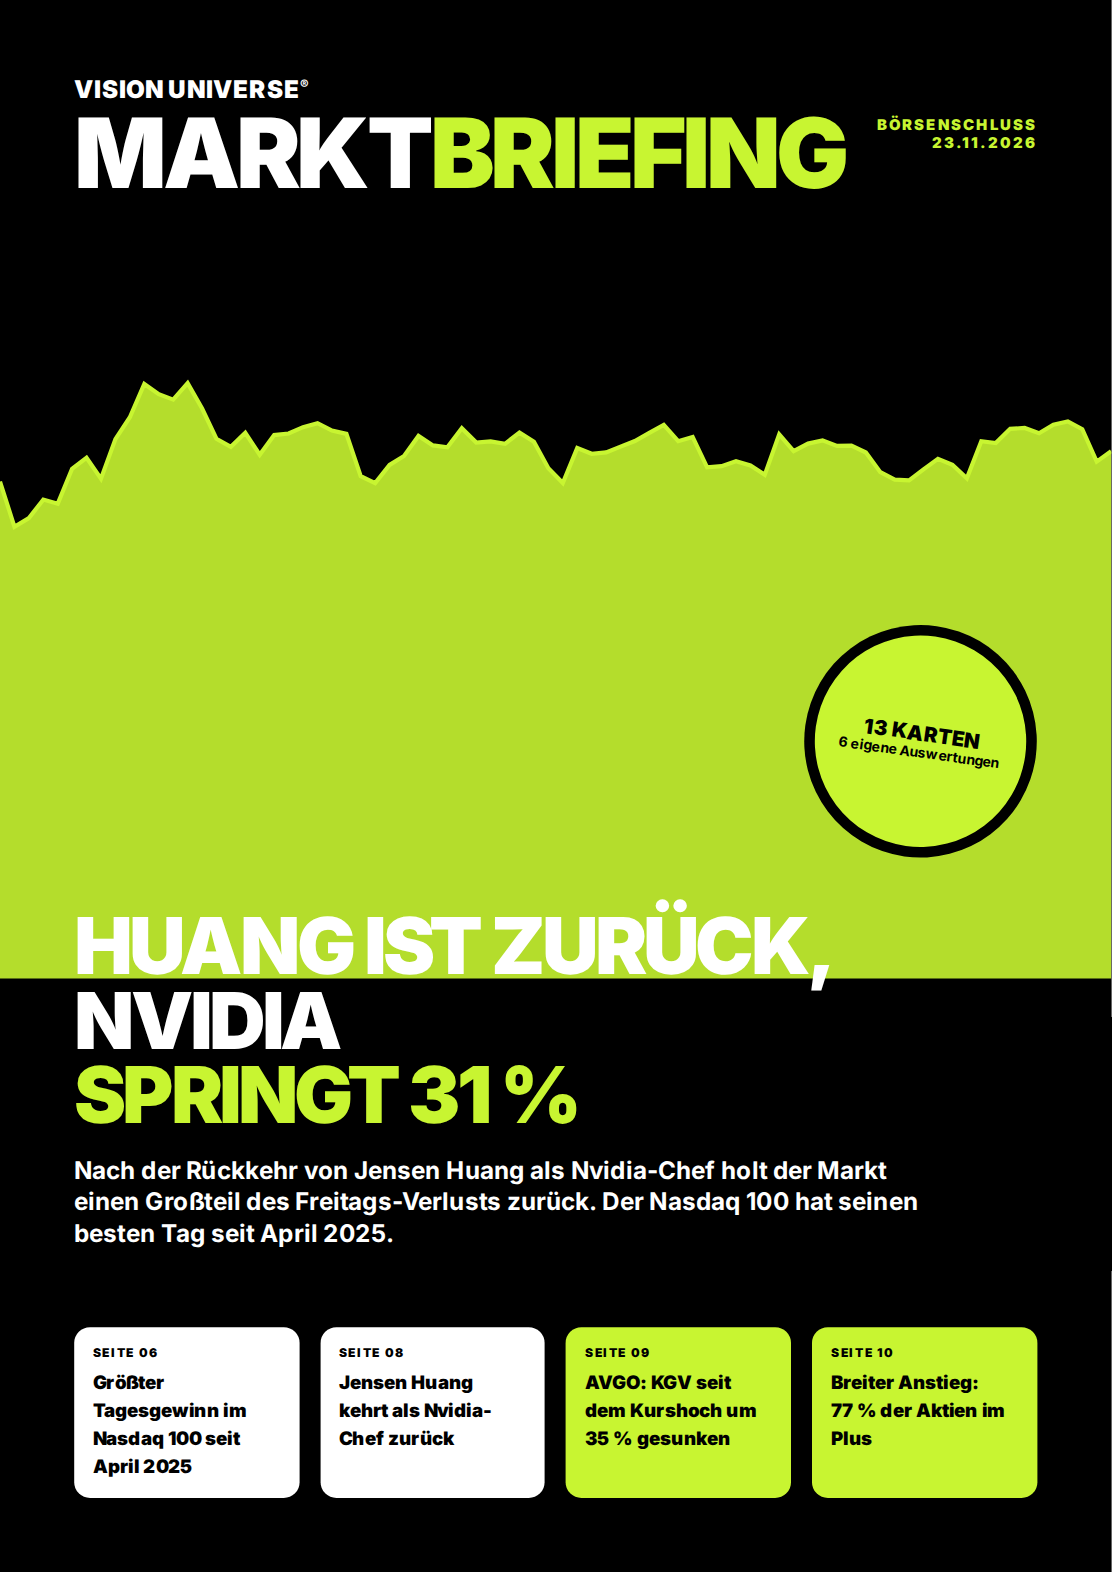 VISION UNIVERSE®
MARKTBRIEFING
BÖRSENSCHLUSS
23.11.2026
13 KARTEN
6 eigene Auswertungen
HUANG IST ZURÜCK,
NVIDIA
SPRINGT 31 %
Nach der Rückkehr von Jensen Huang als Nvidia-Chef holt der Markt
einen Großteil des Freitags-Verlusts zurück. Der Nasdaq 100 hat seinen
besten Tag seit April 2025.
SEITE 06
Größter
Tagesgewinn im
Nasdaq 100 seit
April 2025
SEITE 08
Jensen Huang
kehrt als Nvidia-
Chef zurück
SEITE 09
AVGO: KGV seit
dem Kurshoch um
35 % gesunken
SEITE 10
Breiter Anstieg:
77 % der Aktien im
Plus